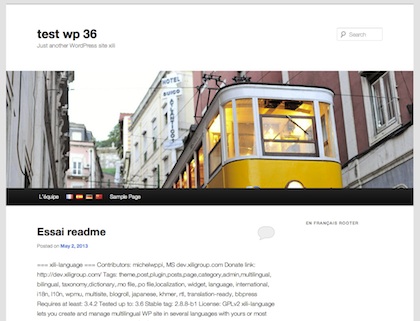 test wp 36
Just another WordPress site xili
Search
HOTEL
L'équipe
Sample Page
Essai readme
EN FRANÇAIS FOOTER
Posted on May 2, 2013
=== xili-language === Contributors: michelwppi, MS dev.xiligroup.com Donate link:
http://dev.xiligroup.com/ Tags: theme,post,plugin,posts,page,category,admin,multilingual,
bilingual, taxonomy,dictionary,.mo file,.po file,localization, widget, language, international,
i18n, l10n, wpmu, multisite, blogroll, japanese, khmer, rtl, translation-ready, bbpress
Requires at least: 3.4.2 Tested up to: 3.6 Stable tag: 2.8.8-b1 License: GPLv2 xili-language
lets you create and manage multilingual WP site in several languages with yours or most